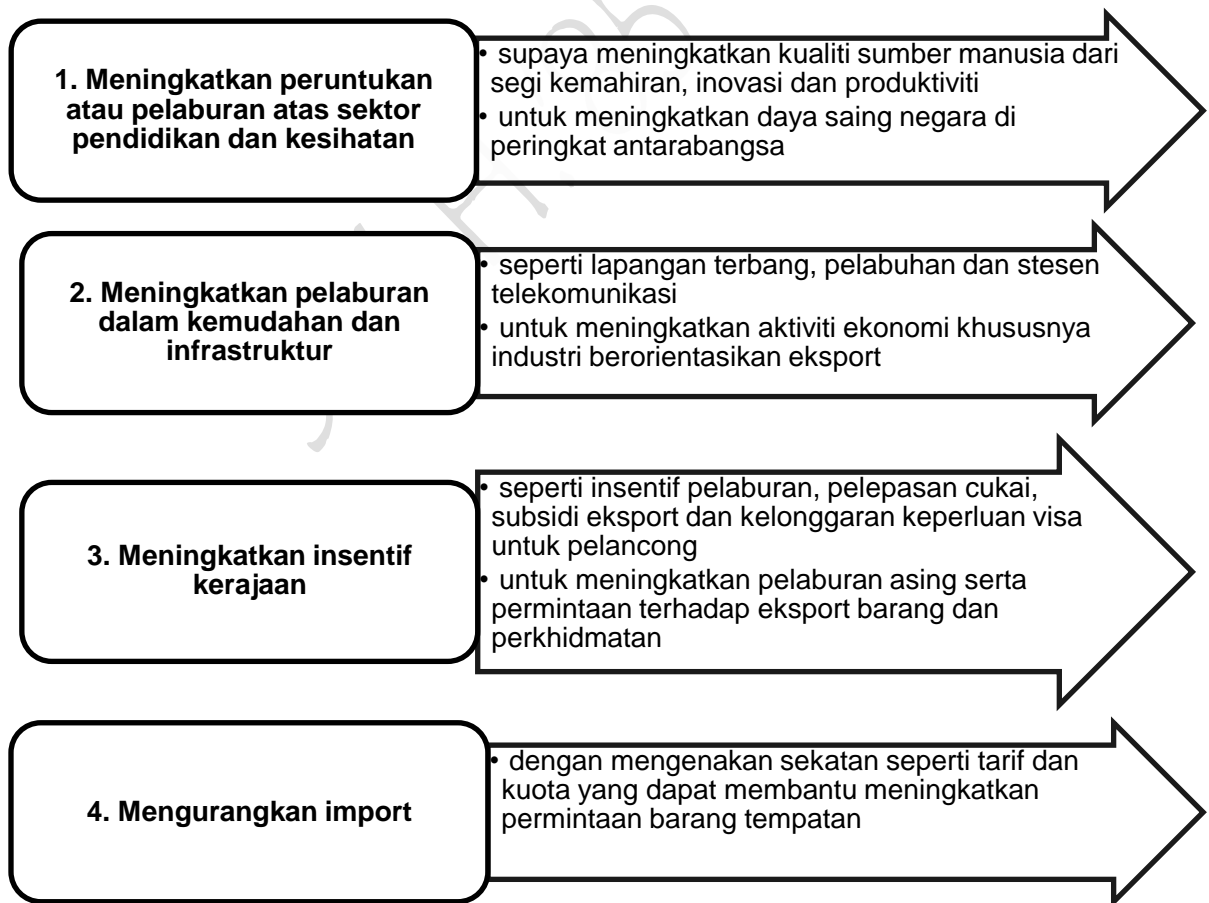 1. Meningkatkan peruntukan
atau pelaburan atas sektor
pendidikan dan kesihatan
• supaya meningkatkan kualiti sumber manusia dari
segi kemahiran, inovasi dan produktiviti
• untuk meningkatkan daya saing negara di
peringkat antarabangsa
2. Meningkatkan pelaburan
dalam kemudahan dan
infrastruktur
• seperti lapangan terbang, pelabuhan dan stesen
telekomunikasi
• untuk meningkatkan aktiviti ekonomi khususnya
industri berorientasikan eksport
3. Meningkatkan insentif
kerajaan
• seperti insentif pelaburan, pelepasan cukai,
subsidi eksport dan kelonggaran keperluan visa
untuk pelancong
• untuk meningkatkan pelaburan asing serta
permintaan terhadap eksport barang dan
perkhidmatan
4. Mengurangkan import
• dengan mengenakan sekatan seperti tarif dan
kuota yang dapat membantu meningkatkan
permintaan barang tempatan